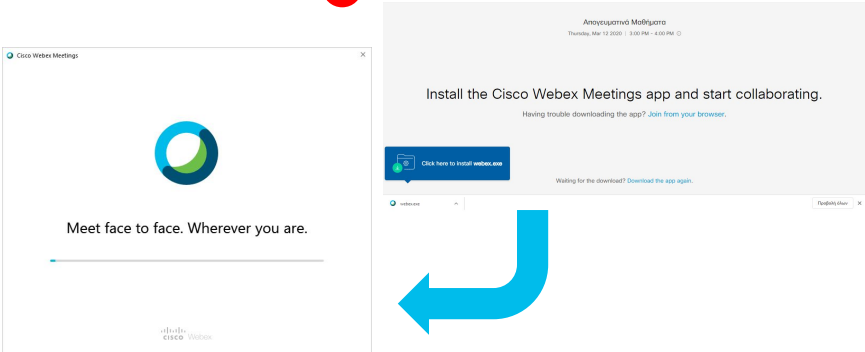 Cisco Webex Meetings
Meet face to face. Wherever you are.
CISCO Webex
Απογευματινά Μαθήματα
Thursday, Mar 12 2020 | 3:00 PM - 4:00 PM
Install the Cisco Webex Meetings app and start collaborating.
Having trouble downloading the app? Join from your browser.
Click here to install webex.exe
Waiting for the download? Download the app again.
webex.exe
Προβολή όλων